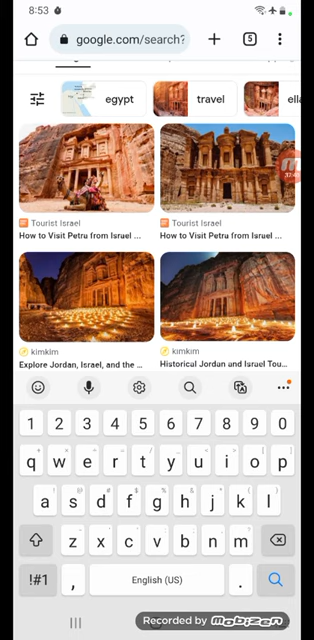 8:53
google.com/search?
5
egypt
travel
ella
Tourist Israel
How to Visit Petra from Israel ...
Tourist Israel
How to Visit Petra from Israel ...
kimkim
Explore Jordan, Israel, and the ...
kimkim
Historical Jordan and Israel Tou...
1 2 3 4 5 6 7 8 9 0
q w e r t y u i o p
a s d f g h j k l
z x c v b n m
!#1 , English (US) .
Recorded by mobizen